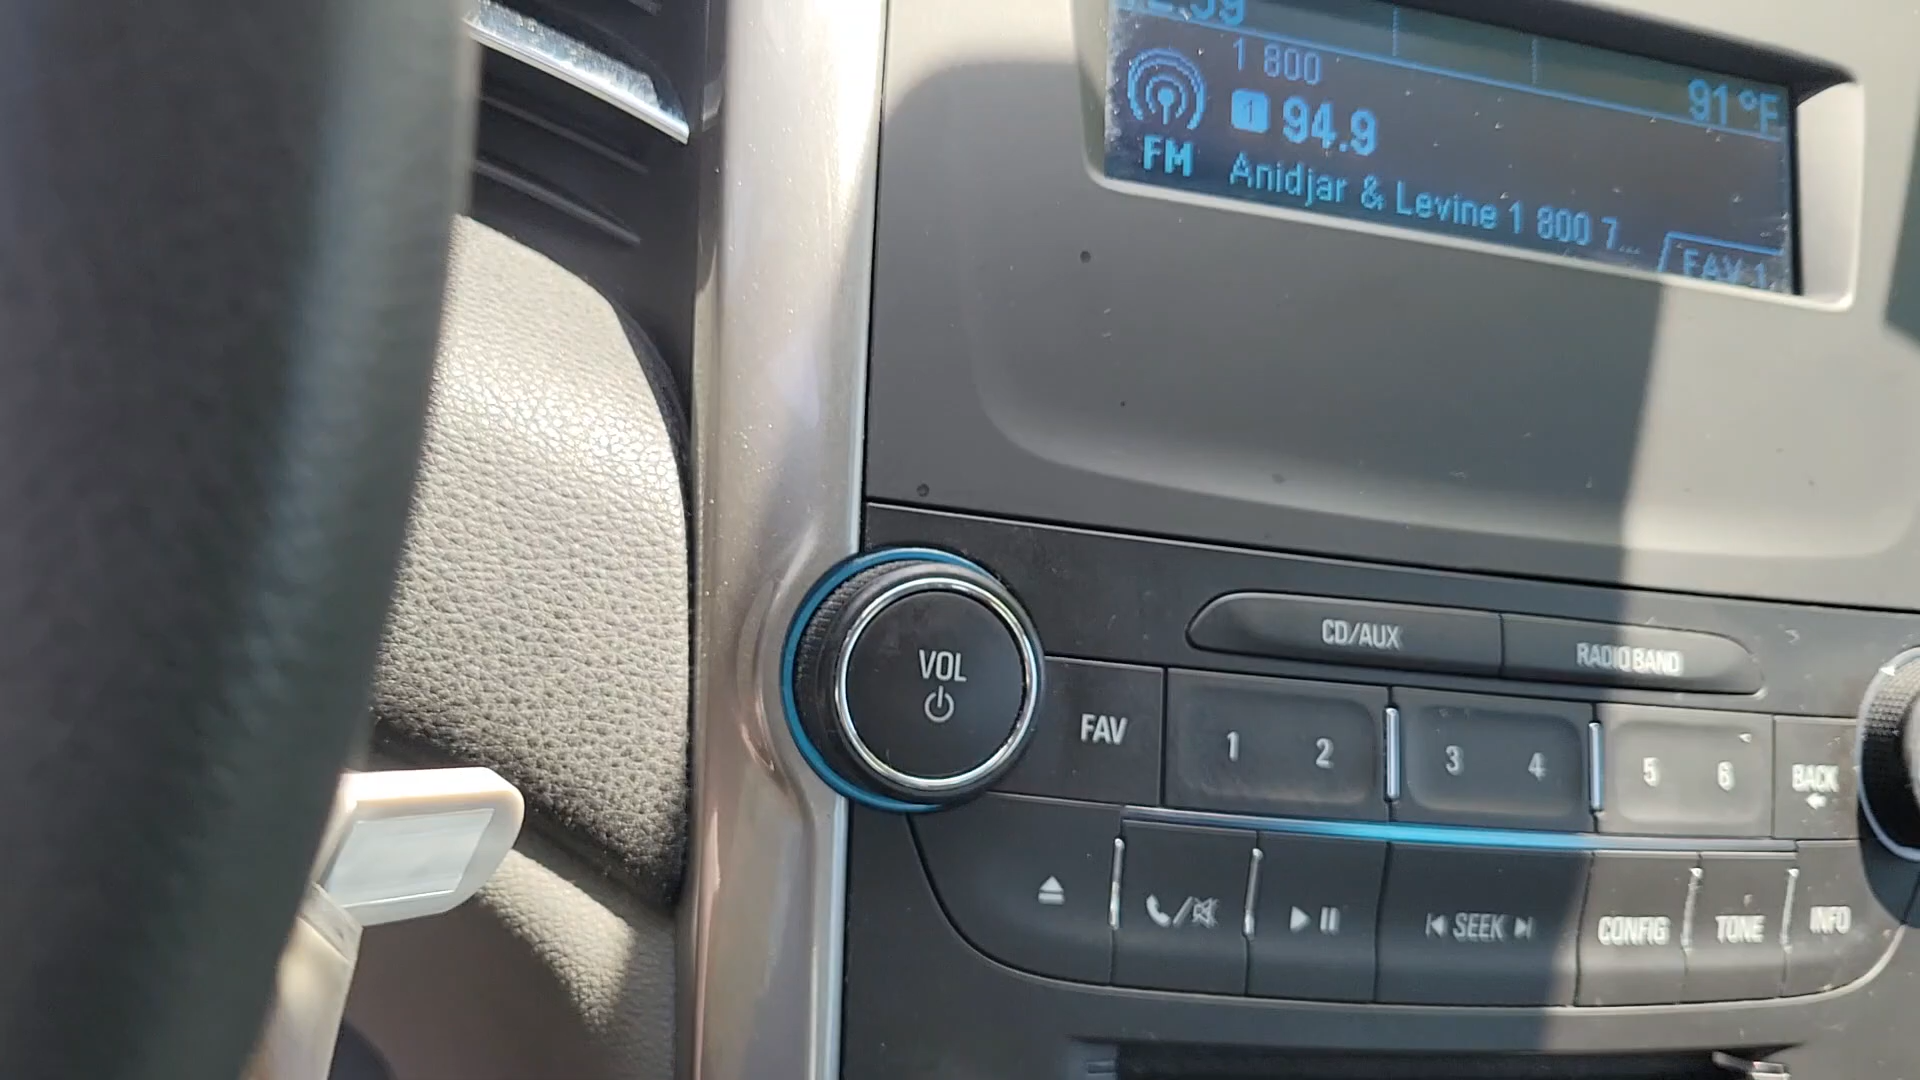 1 800
91°F
1 94.9
FM
Anidjar & Levine 1 800 7...
FAV 1
CD/AUX
RADIO BAND
VOL
FAV
1 2
3 4
5 6
BACK
SEEK
CONFIG
TONE
INFO